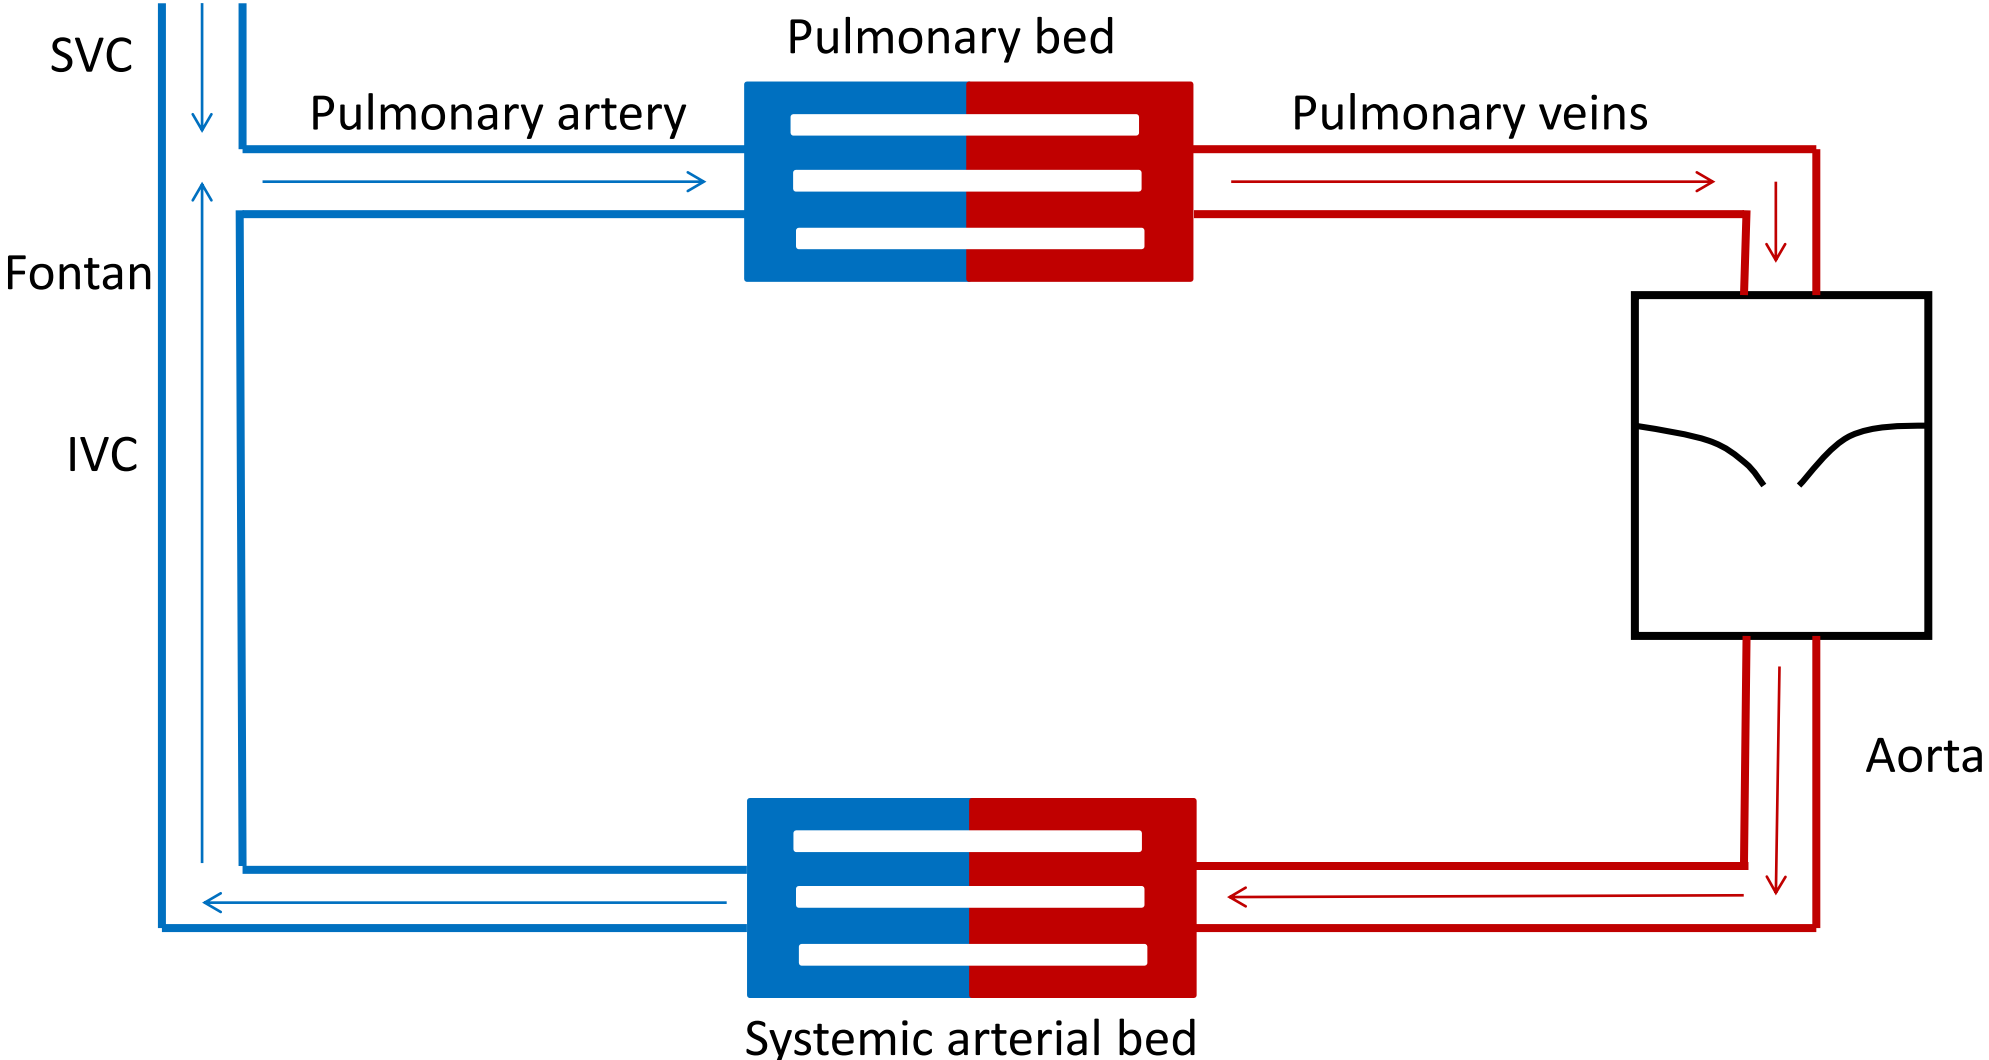 SVC
Pulmonary bed
Pulmonary artery
Pulmonary veins
Fontan
IVC
Aorta
Systemic arterial bed